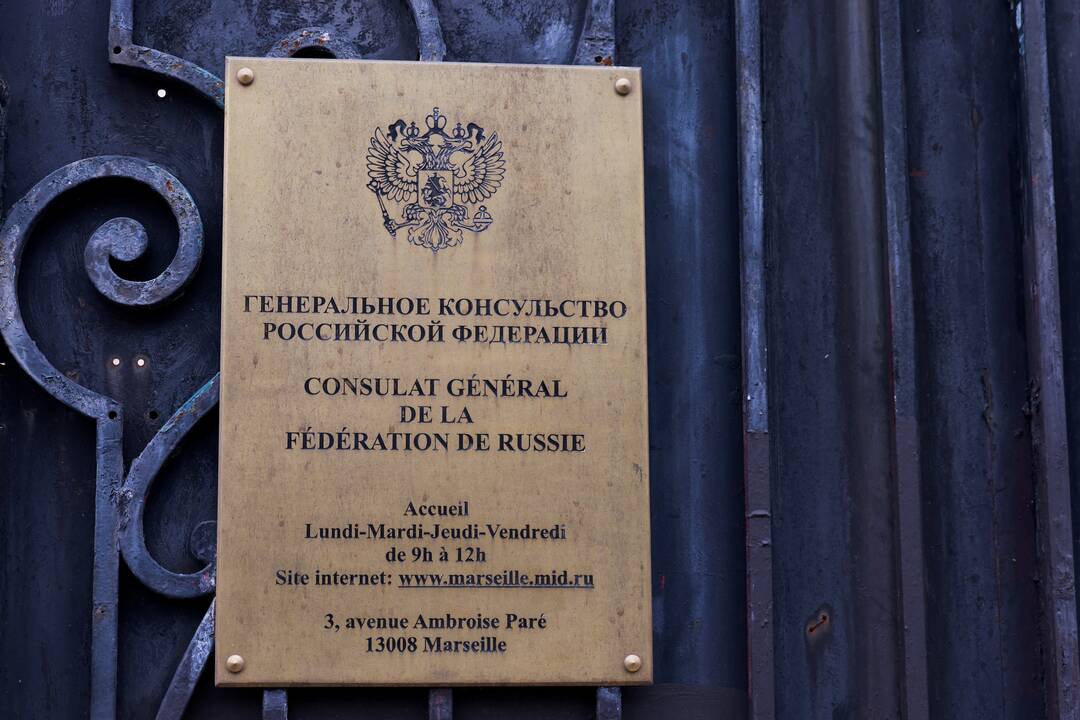 ГЕНЕРАЛЬНОЕ КОНСУЛЬСТВО
РОССИЙСКОЙ ФЕДЕРАЦИИ
CONSULAT GÉNÉRAL
DE LA
FÉDÉRATION DE RUSSIE
Accueil
Lundi-Mardi-Jeudi-Vendredi
de 9h à 12h
Site internet: www.marseille.mid.ru
3, avenue Ambroise Paré
13008 Marseille